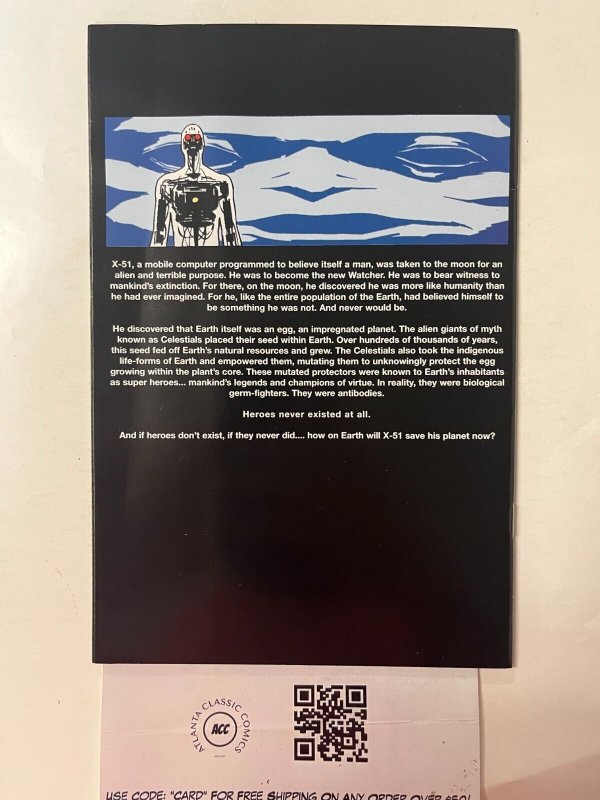 X-51, a mobile computer programmed to believe itself a man, was taken to the moon for an
alien and terrible purpose. He was to become the new Watcher. He was to bear witness to
mankind's extinction. For there, on the moon, he discovered he was more like humanity than
he had ever imagined. For he, like the entire population of the Earth, had believed himself to
be something he was not. And never would be.
He discovered that Earth itself was an egg, an impregnated planet. The alien giants of myth
known as Celestials placed their seed within Earth. Over hundreds of thousands of years,
this seed fed off Earth's natural resources and grew. The Celestials also took the indigenous
life-forms of Earth and empowered them, mutating them to unknowingly protect the egg
growing within the plant's core. These mutated protectors were known to Earth's inhabitants
as super heroes... mankind's legends and champions of virtue. In reality, they were biological
germ-fighters. They were antibodies.
Heroes never existed at all.
And if heroes don't exist, if they never did.... how on Earth will X-51 save his planet now?
ATLANTA CLASSIC COMICS
ACC
USE CODE: "CARD" FOR FREE SHIPPING ON ANY ORDER OVER $50!